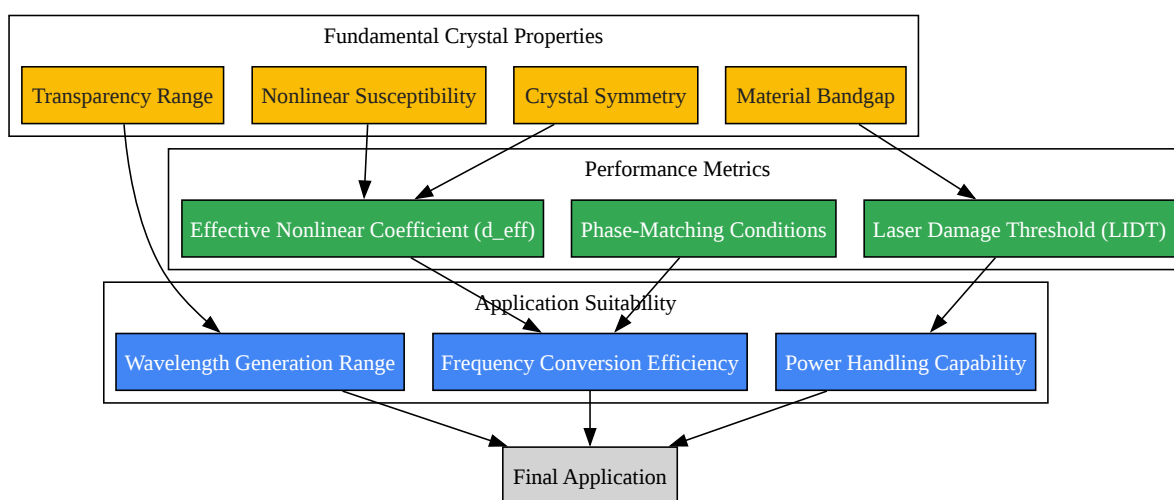 Fundamental Crystal Properties
Transparency Range
Nonlinear Susceptibility
Crystal Symmetry
Material Bandgap
Performance Metrics
Effective Nonlinear Coefficient (d_eff)
Phase-Matching Conditions
Laser Damage Threshold (LIDT)
Application Suitability
Wavelength Generation Range
Frequency Conversion Efficiency
Power Handling Capability
Final Application